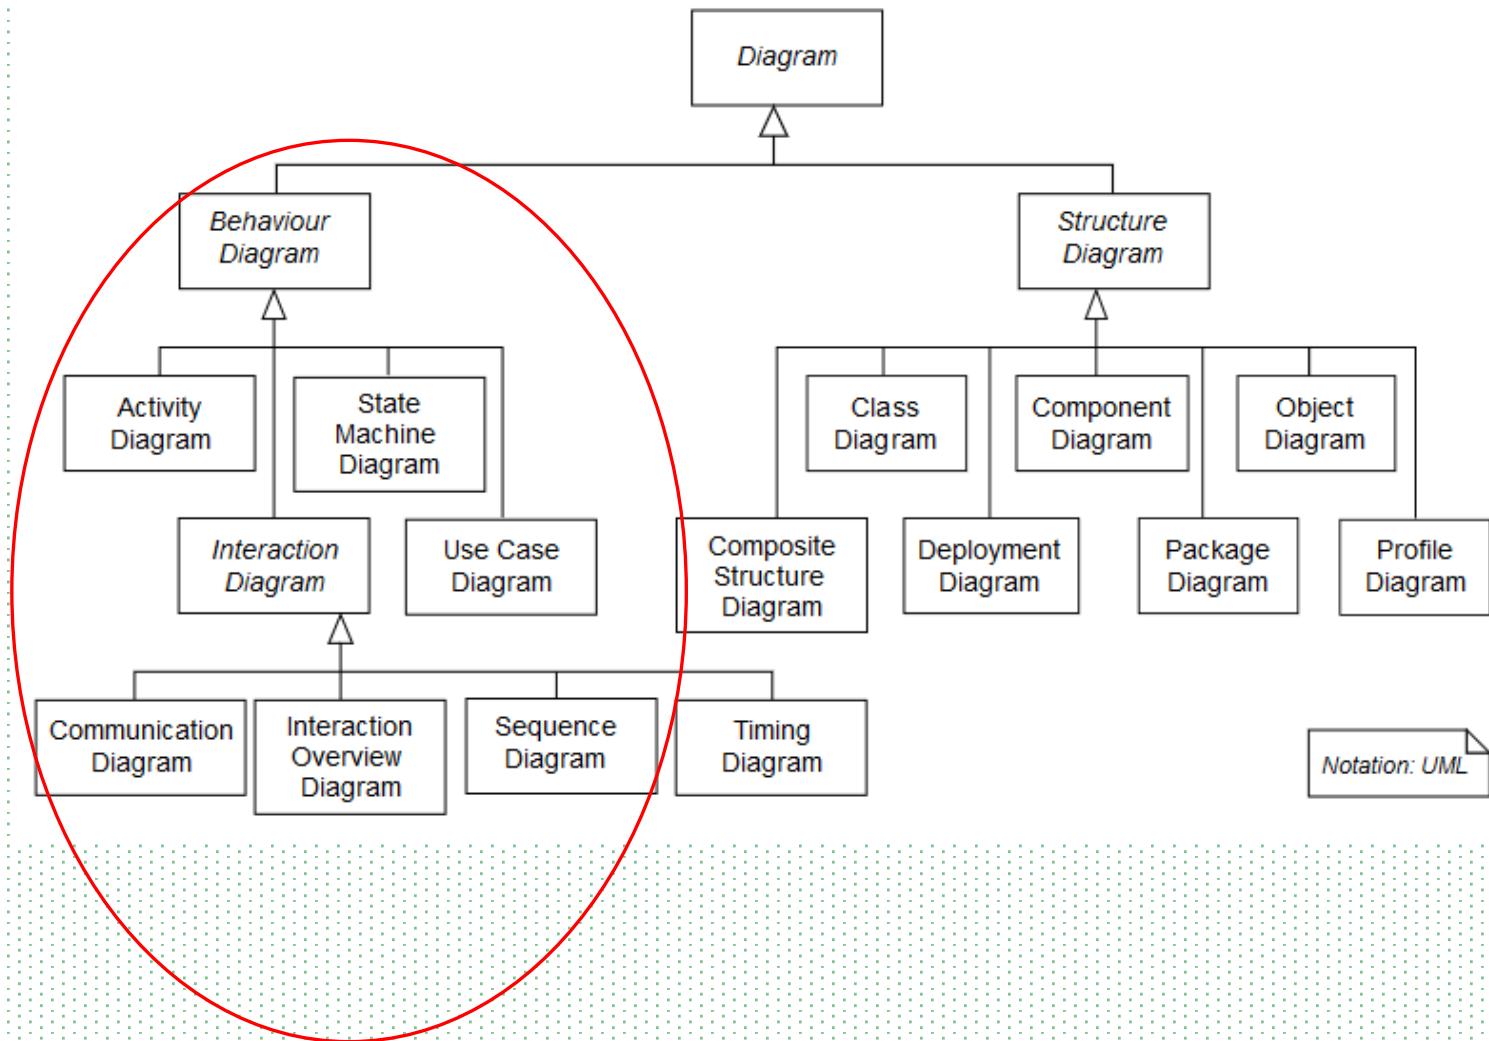 Diagram
Behaviour
Diagram
Structure
Diagram
Activity
Diagram
State
Machine
Diagram
Class
Diagram
Component
Diagram
Object
Diagram
Interaction
Diagram
Use Case
Diagram
Composite
Structure
Diagram
Deployment
Diagram
Package
Diagram
Profile
Diagram
Communication
Diagram
Interaction
Overview
Diagram
Sequence
Diagram
Timing
Diagram
Notation: UML